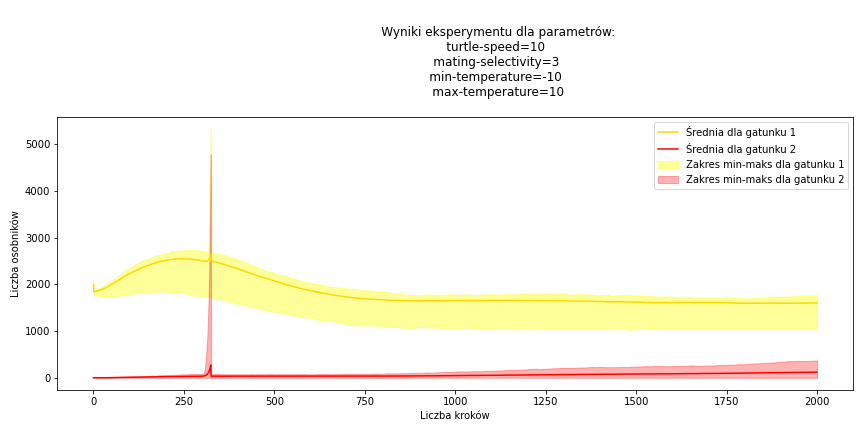 Wyniki eksperymentu dla parametrów:
turtle-speed=10
mating-selectivity=3
min-temperature=-10
max-temperature=10
Średnia dla gatunku 1
Średnia dla gatunku 2
Zakres min-maks dla gatunku 1
Zakres min-maks dla gatunku 2
Liczba osobników
5000
4000
3000
2000
1000
0
0
250
500
750
1000
1250
1500
1750
2000
Liczba kroków